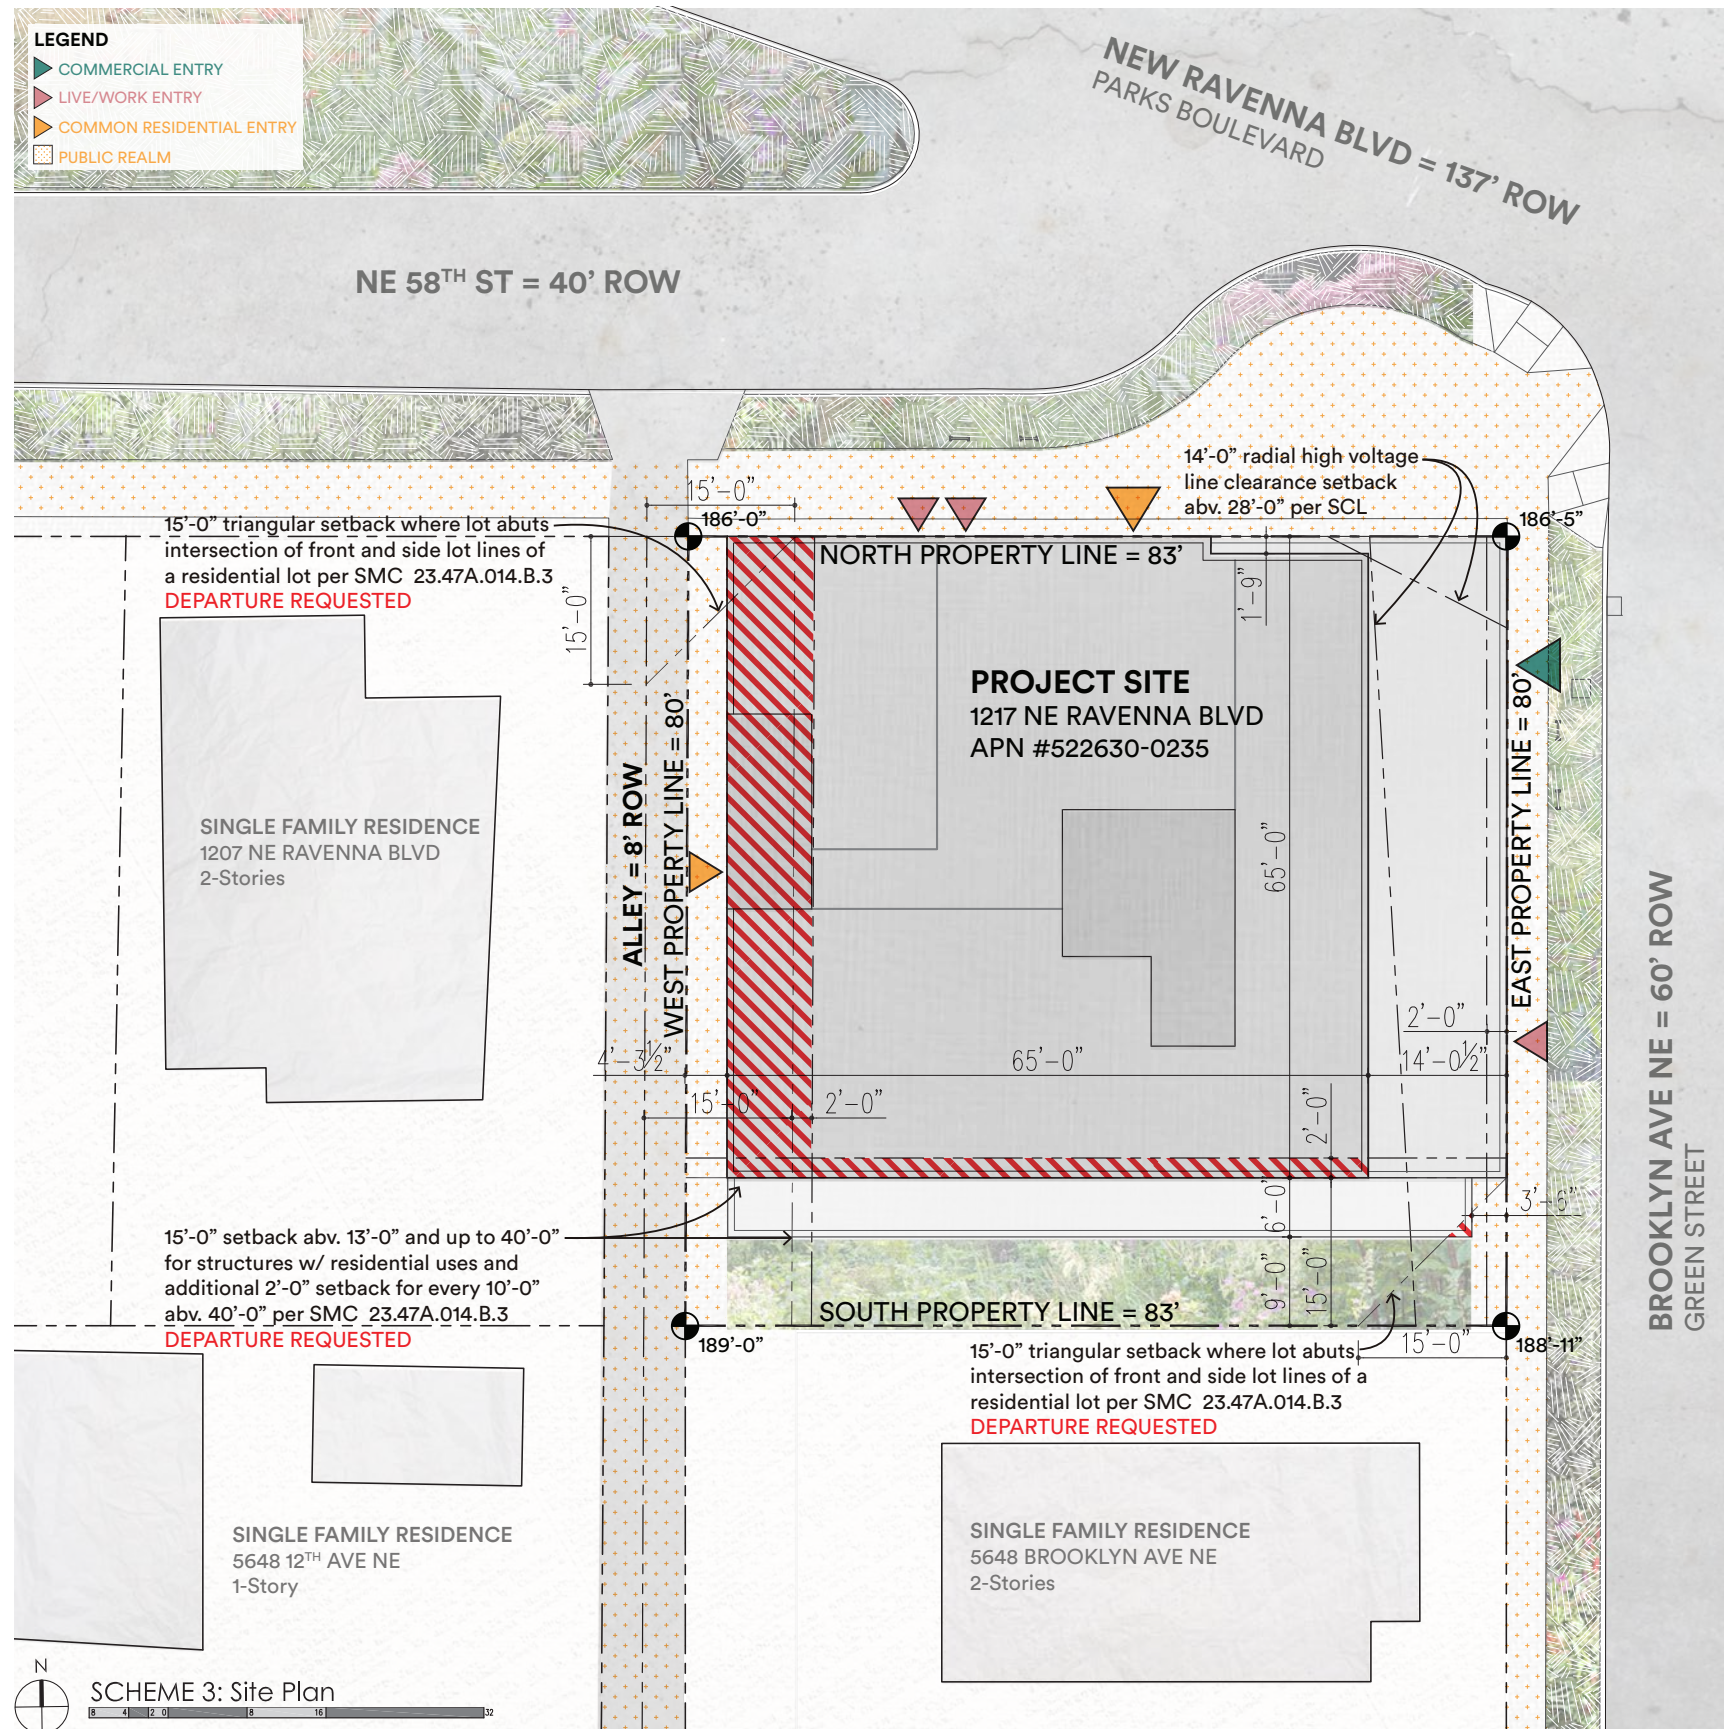 LEGEND
COMMERCIAL ENTRY
LIVE/WORK ENTRY
COMMON RESIDENTIAL ENTRY
PUBLIC REALM
NEW RAVENNA BLVD = 137’ ROW
PARKS BOULEVARD
NE 58TH ST = 40’ ROW
14’-0” radial high voltage
line clearance setback
abv. 28’-0” per SCL
15’-0”
186’-0”
186’-5”
15’-0” triangular setback where lot abuts
intersection of front and side lot lines of
a residential lot per SMC 23.47A.014.B.3
DEPARTURE REQUESTED
15’-0”
NORTH PROPERTY LINE = 83’
1’-9”
PROJECT SITE
1217 NE RAVENNA BLVD
APN #522630-0235
SINGLE FAMILY RESIDENCE
1207 NE RAVENNA BLVD
2-Stories
ALLEY = 8’ ROW
WEST PROPERTY LINE = 80’
65’-0”
EAST PROPERTY LINE = 80’
BROOKLYN AVE NE = 60’ ROW
GREEN STREET
2’-0”
4’-3½”
65’-0”
14’-0½”
15’-0”
2’-0”
2’-0”
6’-0”
3’-6”
15’-0” setback abv. 13’-0” and up to 40’-0”
for structures w/ residential uses and
additional 2’-0” setback for every 10’-0”
abv. 40’-0” per SMC 23.47A.014.B.3
DEPARTURE REQUESTED
9’-0”
15’-0”
SOUTH PROPERTY LINE = 83’
189’-0”
15’-0”
188’-11”
15’-0” triangular setback where lot abuts
intersection of front and side lot lines of a
residential lot per SMC 23.47A.014.B.3
DEPARTURE REQUESTED
SINGLE FAMILY RESIDENCE
5648 12TH AVE NE
1-Story
SINGLE FAMILY RESIDENCE
5648 BROOKLYN AVE NE
2-Stories
N
SCHEME 3: Site Plan
8 4 2 0 8 16 32